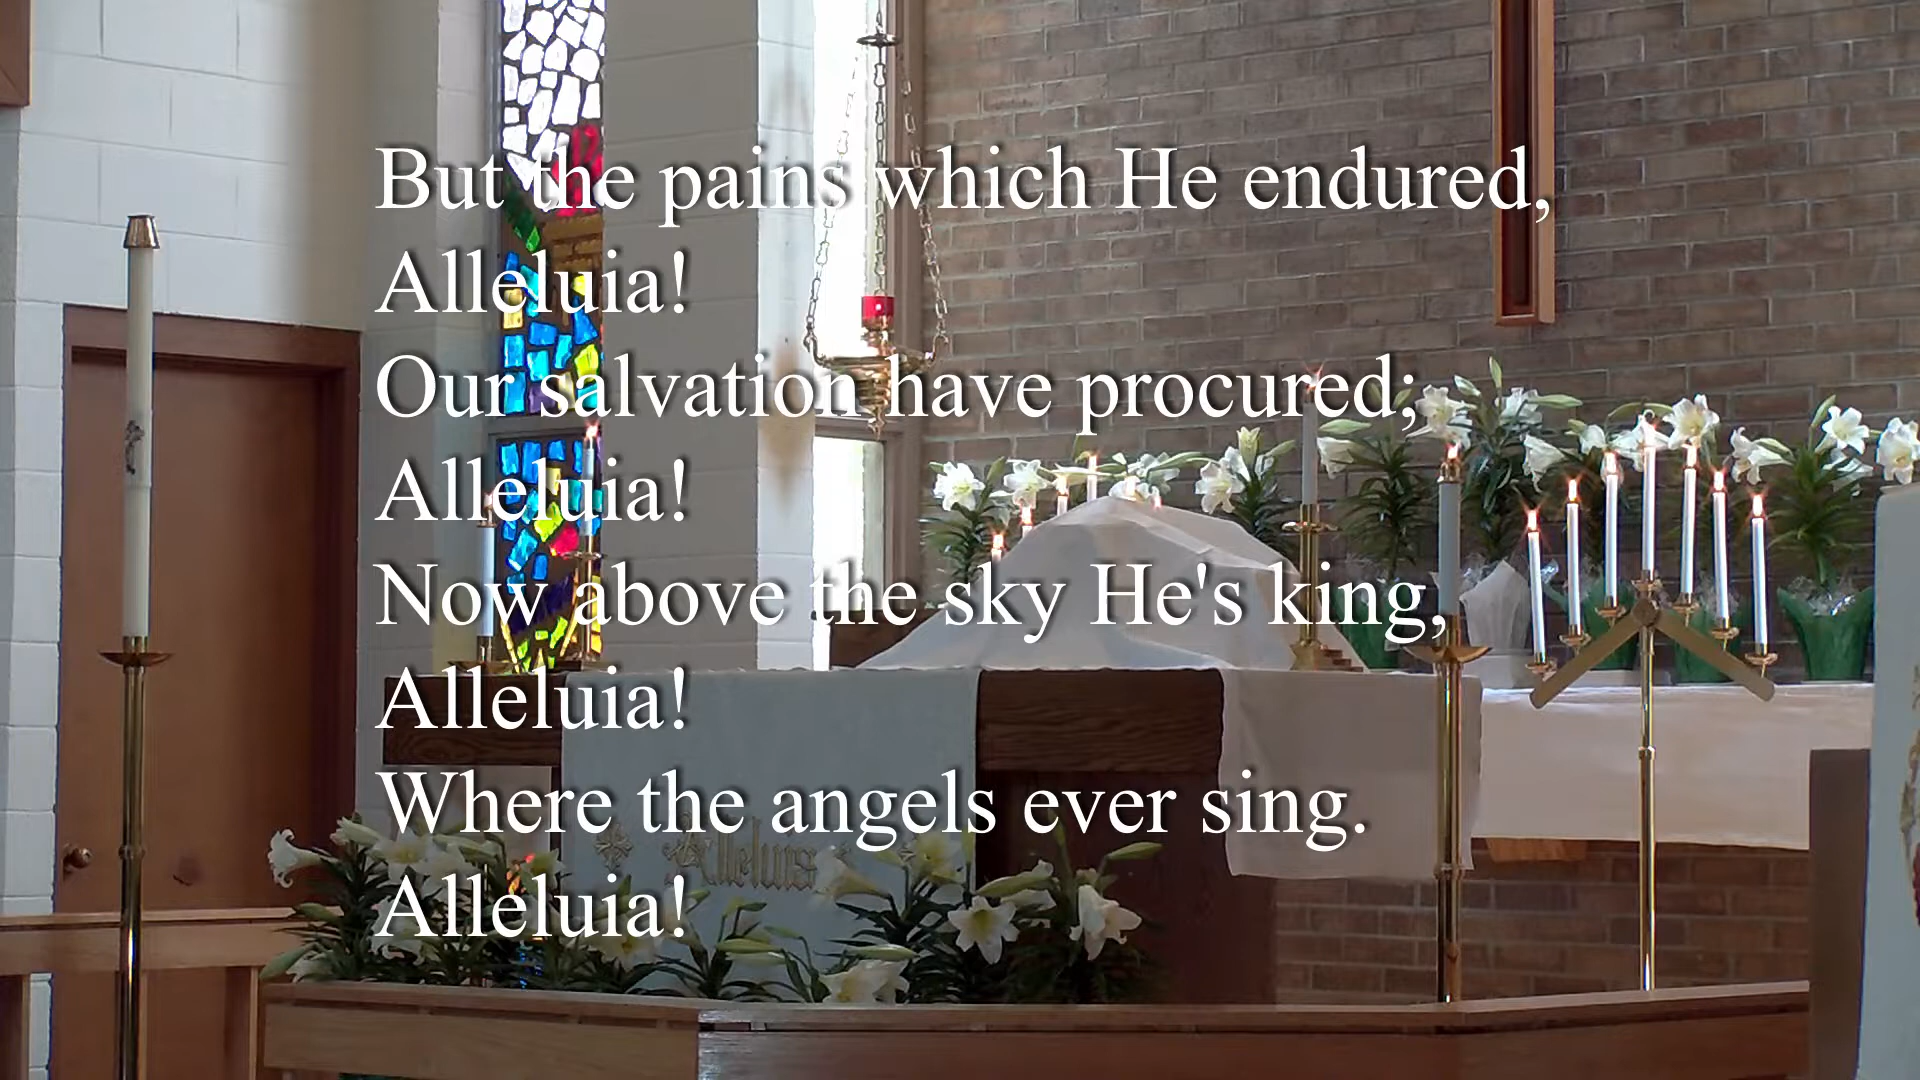 But the pains which He endured,
Alleluia!
Our salvation have procured;
Alleluia!
Now above the sky He's king,
Alleluia!
Where the angels ever sing.
Alleluia!
Alleluia